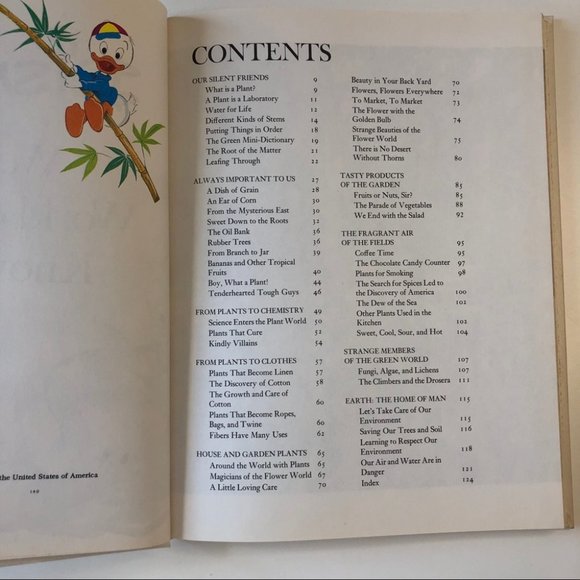 CONTENTS
OUR SILENT FRIENDS 9
What is a Plant? 9
A Plant is a Laboratory 11
Water for Life 12
Different Kinds of Stems 14
Putting Things in Order 18
The Green Mini-Dictionary 19
The Root of the Matter 21
Leafing Through 22
ALWAYS IMPORTANT TO US 27
A Dish of Grain 28
An Ear of Corn 30
From the Mysterious East 30
Sweet Down to the Roots 32
The Oil Bank 36
Rubber Trees 36
From Branch to Jar 39
Bananas and Other Tropical
Fruits 40
Boy, What a Plant! 44
Tenderhearted Tough Guys 46
FROM PLANTS TO CHEMISTRY 49
Science Enters the Plant World 50
Plants That Cure 52
Kindly Villains 54
FROM PLANTS TO CLOTHES 57
Plants That Become Linen 57
The Discovery of Cotton 58
The Growth and Care of
Cotton 60
Plants That Become Ropes,
Bags, and Twine 60
Fibers Have Many Uses 62
HOUSE AND GARDEN PLANTS 65
Around the World with Plants 65
Magicians of the Flower World 67
A Little Loving Care 70
Beauty in Your Back Yard 70
Flowers, Flowers Everywhere 72
To Market, To Market 73
The Flower with the
Golden Bulb 74
Strange Beauties of the
Flower World 75
There is No Desert
Without Thorns 80
TASTY PRODUCTS
OF THE GARDEN 85
Fruits or Nuts, Sir? 85
The Parade of Vegetables 88
We End with the Salad 92
THE FRAGRANT AIR
OF THE FIELDS 95
Coffee Time 95
The Chocolate Candy Counter 97
Plants for Smoking 98
The Search for Spices Led to
the Discovery of America 100
The Dew of the Sea 102
Other Plants Used in the
Kitchen 102
Sweet, Cool, Sour, and Hot 104
STRANGE MEMBERS
OF THE GREEN WORLD 107
Fungi, Algae, and Lichens 107
The Climbers and the Drosera 111
EARTH: THE HOME OF MAN 115
Let's Take Care of Our
Environment 115
Saving Our Trees and Soil 116
Learning to Respect Our
Environment 118
Our Air and Water Are in
Danger 121
Index 124
the United States of America